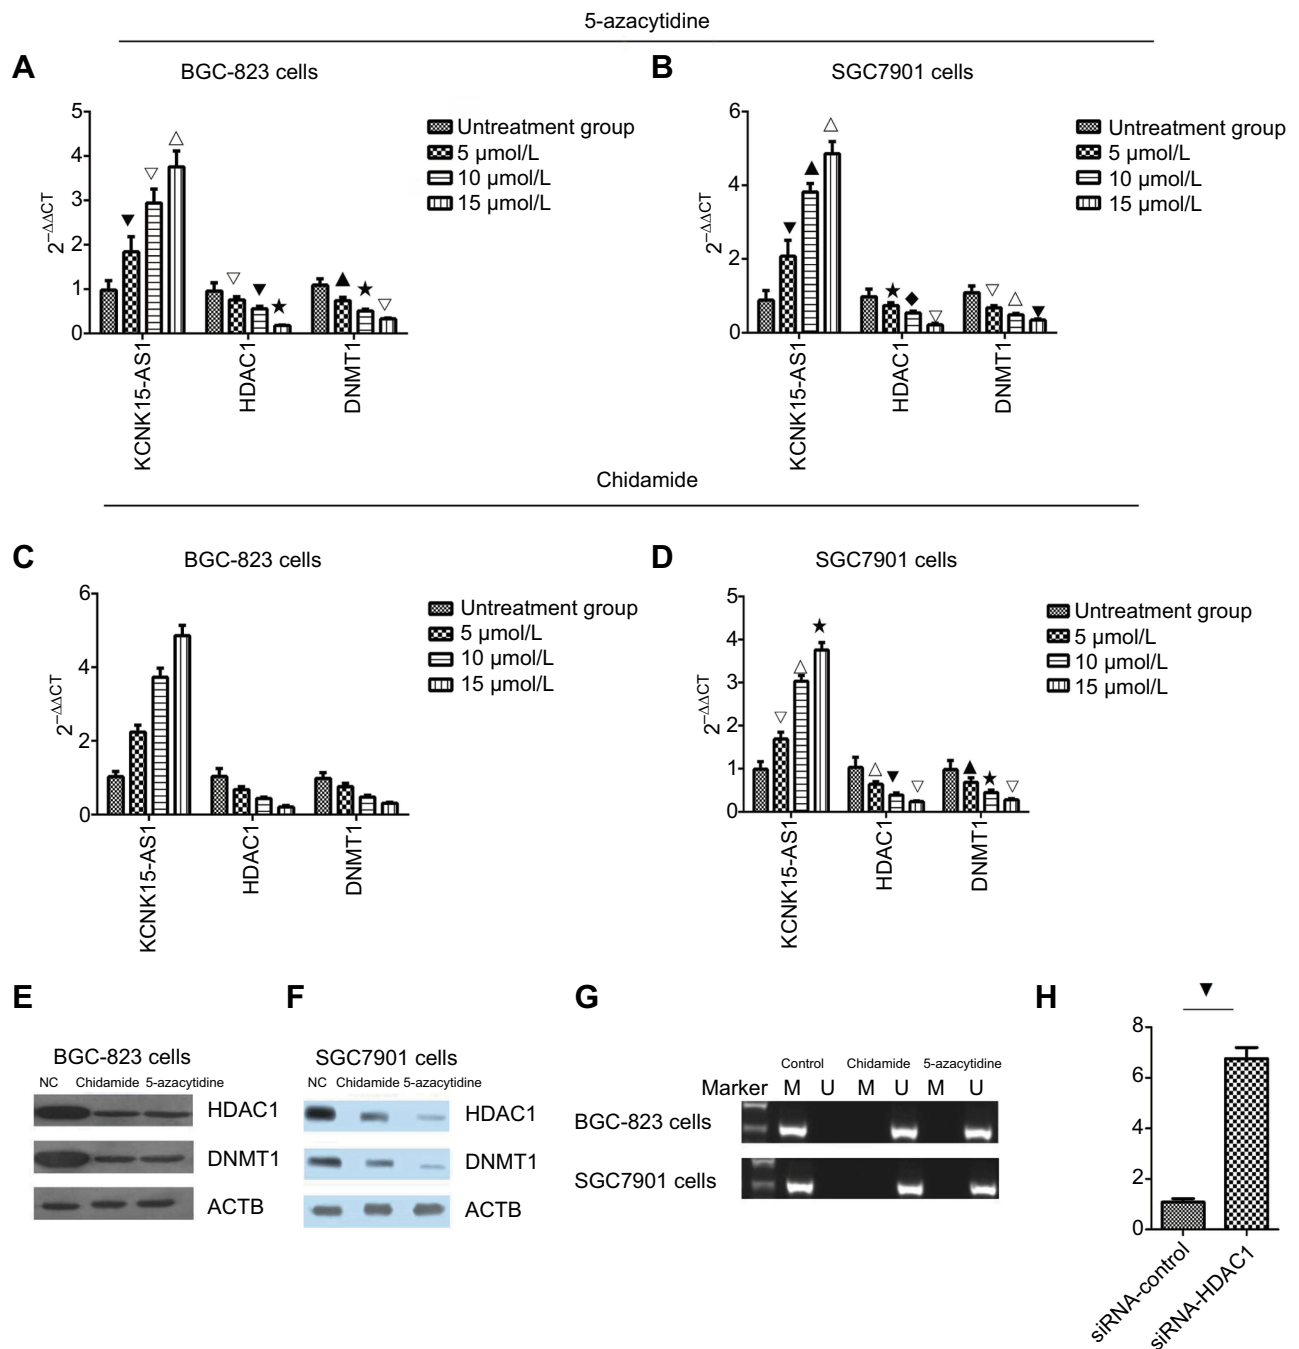 5-azacytidine
A
BGC-823 cells
5
4
3
2
1
0
2−ΔΔCT
KCNK15-AS1
HDAC1
DNMT1
Untreatment group
5 µmol/L
10 µmol/L
15 µmol/L
B
SGC7901 cells
6
4
2
0
2−ΔΔCT
KCNK15-AS1
HDAC1
DNMT1
Untreatment group
5 µmol/L
10 µmol/L
15 µmol/L
Chidamide
C
BGC-823 cells
6
4
2
0
2−ΔΔCT
KCNK15-AS1
HDAC1
DNMT1
Untreatment group
5 µmol/L
10 µmol/L
15 µmol/L
D
SGC7901 cells
5
4
3
2
1
0
2−ΔΔCT
KCNK15-AS1
HDAC1
DNMT1
Untreatment group
5 µmol/L
10 µmol/L
15 µmol/L
E
BGC-823 cells
NC Chidamide 5-azacytidine
HDAC1
DNMT1
ACTB
F
SGC7901 cells
NC Chidamide 5-azacytidine
HDAC1
DNMT1
ACTB
G
Control Chidamide 5-azacytidine
Marker M U M U M U
BGC-823 cells
SGC7901 cells
H
8
6
4
2
0
siRNA-control
siRNA-HDAC1